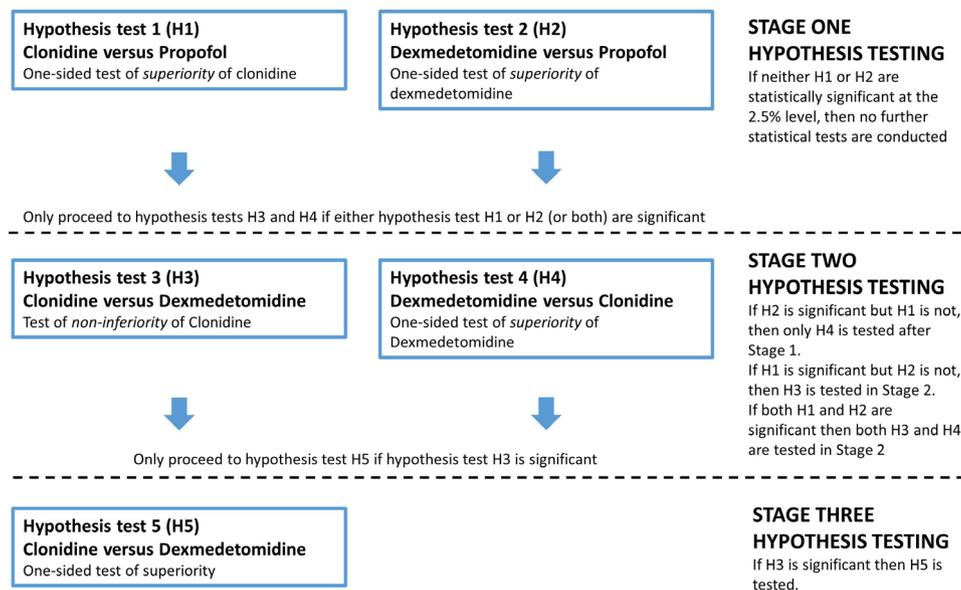 Hypothesis test 1 (H1)
Clonidine versus Propofol
One-sided test of superiority of clonidine
Hypothesis test 2 (H2)
Dexmedetomidine versus Propofol
One-sided test of superiority of
dexmedetomidine
STAGE ONE
HYPOTHESIS TESTING
If neither H1 or H2 are
statistically significant at the
2.5% level, then no further
statistical tests are conducted
Only proceed to hypothesis tests H3 and H4 if either hypothesis test H1 or H2 (or both) are significant
Hypothesis test 3 (H3)
Clonidine versus Dexmedetomidine
Test of non-inferiority of Clonidine
Hypothesis test 4 (H4)
Dexmedetomidine versus Clonidine
One-sided test of superiority of
Dexmedetomidine
STAGE TWO
HYPOTHESIS TESTING
If H2 is significant but H1 is not,
then only H4 is tested after
Stage 1.
If H1 is significant but H2 is not,
then H3 is tested in Stage 2.
If both H1 and H2 are
significant then both H3 and H4
are tested in Stage 2
Only proceed to hypothesis test H5 if hypothesis test H3 is significant
Hypothesis test 5 (H5)
Clonidine versus Dexmedetomidine
One-sided test of superiority
STAGE THREE
HYPOTHESIS TESTING
If H3 is significant then H5 is
tested.